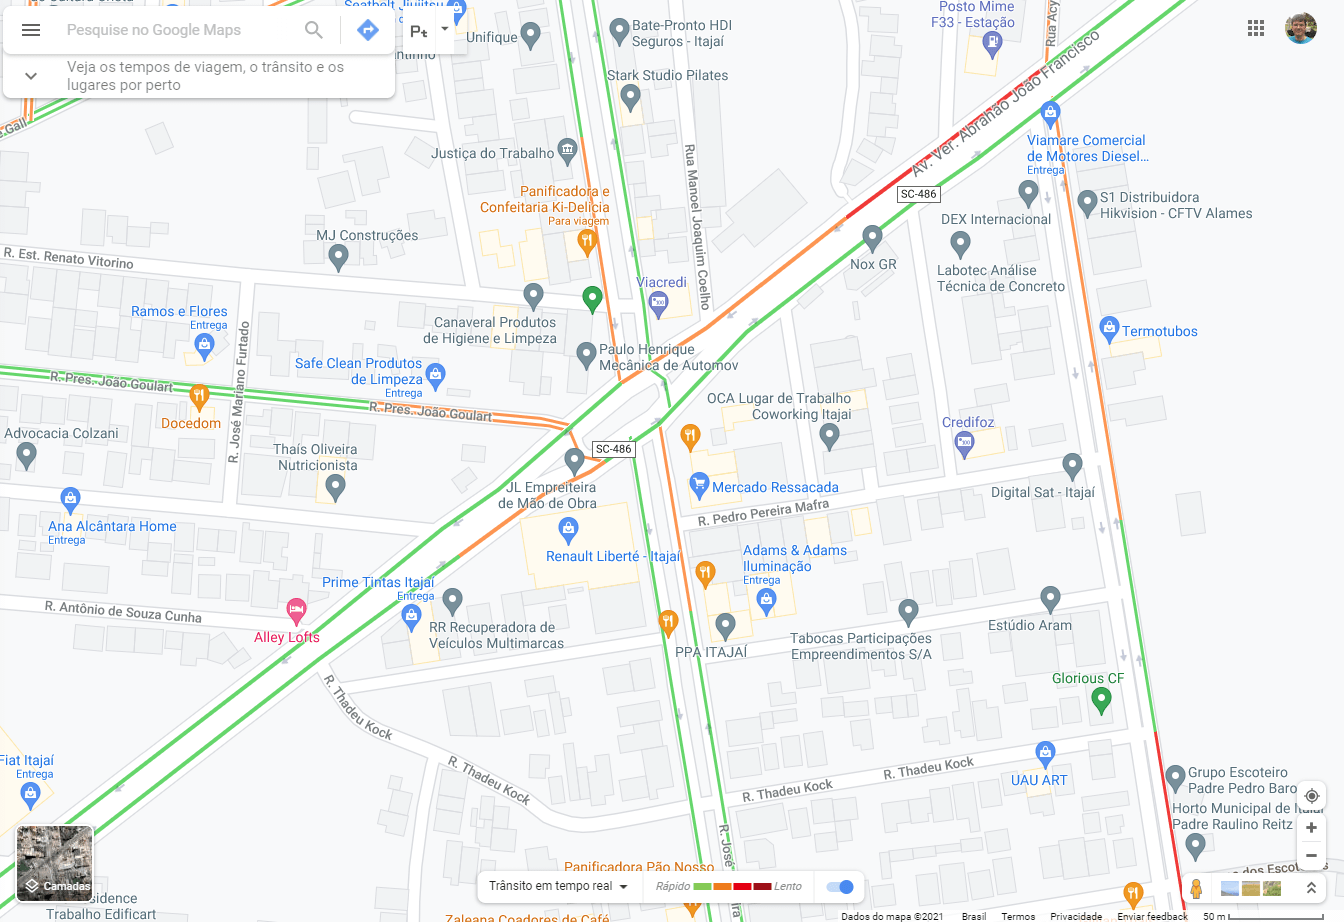 Pesquise no Google Maps
Veja os tempos de viagem, o trânsito e os
lugares por perto
Seatbelt Jiujitsu
Unifique
Bate-Pronto HDI
Seguros - Itajaí
Posto Mime
F33 - Estação
Rua Acy
Stark Studio Pilates
Av. Ver. Abrahão João Francisco
Justiça do Trabalho
Rua Manoel Joaquim Coelho
Viamare Comercial
de Motores Diesel...
Entrega
SC-486
Panificadora e
Confeitaria Ki-Delicia
Para viagem
S1 Distribuidora
Hikvision - CFTV Alames
DEX Internacional
MJ Construções
R. Est. Renato Vitorino
Nox GR
Labotec Análise
Técnica de Concreto
Viacredi
Ramos e Flores
Entrega
Canaveral Produtos
de Higiene e Limpeza
Termotubos
R. José Mariano Furtado
Paulo Henrique
Mecânica de Automov
Safe Clean Produtos
de Limpeza
Entrega
R. Pres. João Goulart
R. Pres. João Goulart
OCA Lugar de Trabalho
Coworking Itajai
Docedom
Credifoz
Advocacia Colzani
Thaís Oliveira
Nutricionista
SC-486
JL Empreiteira
de Mão de Obra
Mercado Ressacada
Digital Sat - Itajaí
R. Pedro Pereira Mafra
Ana Alcântara Home
Entrega
Renault Liberté - Itajaí
Adams & Adams
Iluminação
Entrega
Prime Tintas Itajaí
Entrega
R. Antônio de Souza Cunha
Alley Lofts
RR Recuperadora de
Veículos Multimarcas
PPA ITAJAÍ
Tabocas Participações
Empreendimentos S/A
Estúdio Aram
Glorious CF
R. Thadeu Kock
R. Thadeu Kock
R. Thadeu Kock
R. Thadeu Kock
Fiat Itajaí
Entrega
UAU ART
Grupo Escoteiro
Padre Pedro Baro
Horto Municipal de Itajaí
Padre Raulino Reitz
R. José
Panificadora Pão Nosso
Camadas
Residence
Trabalho Edificart
Trânsito em tempo real
Rápido
Lento
Zaleana Coadores de Café
Dados do mapa ©2021
Brasil
Termos
Privacidade
Enviar feedback
50 m